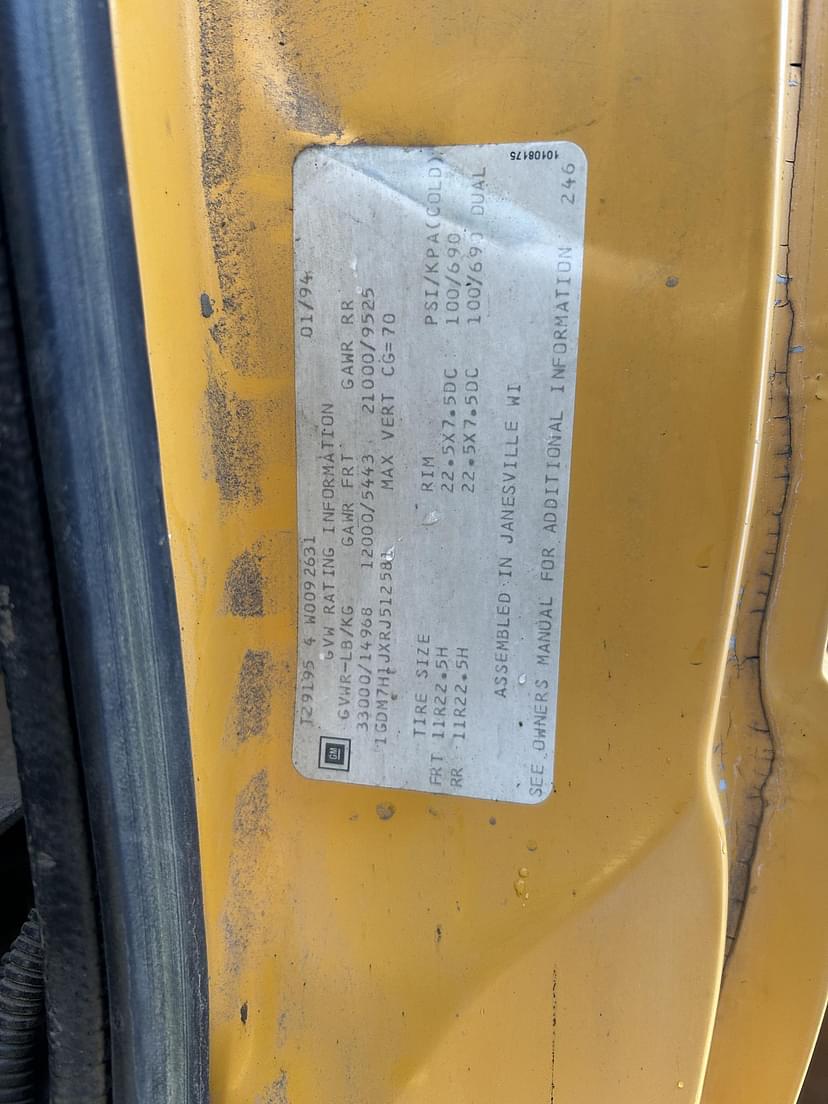 J29195 4 W0092631 01/94
GVW RATING INFORMATION
GVWR-LB/KG GAWR FRT GAWR RR
33000/14968 12000/5443 21000/9525
1GDM7H1JXRJ512581 MAX VERT CG=70
TIRE SIZE RIM PSI/KPA(COLD)
FRT 11R22.5H 22.5X7.5DC 100/690
RR 11R22.5H 22.5X7.5DC 100/690 DUAL
ASSEMBLED IN JANESVILLE WI
SEE OWNERS MANUAL FOR ADDITIONAL INFORMATION 246
GM
10108175